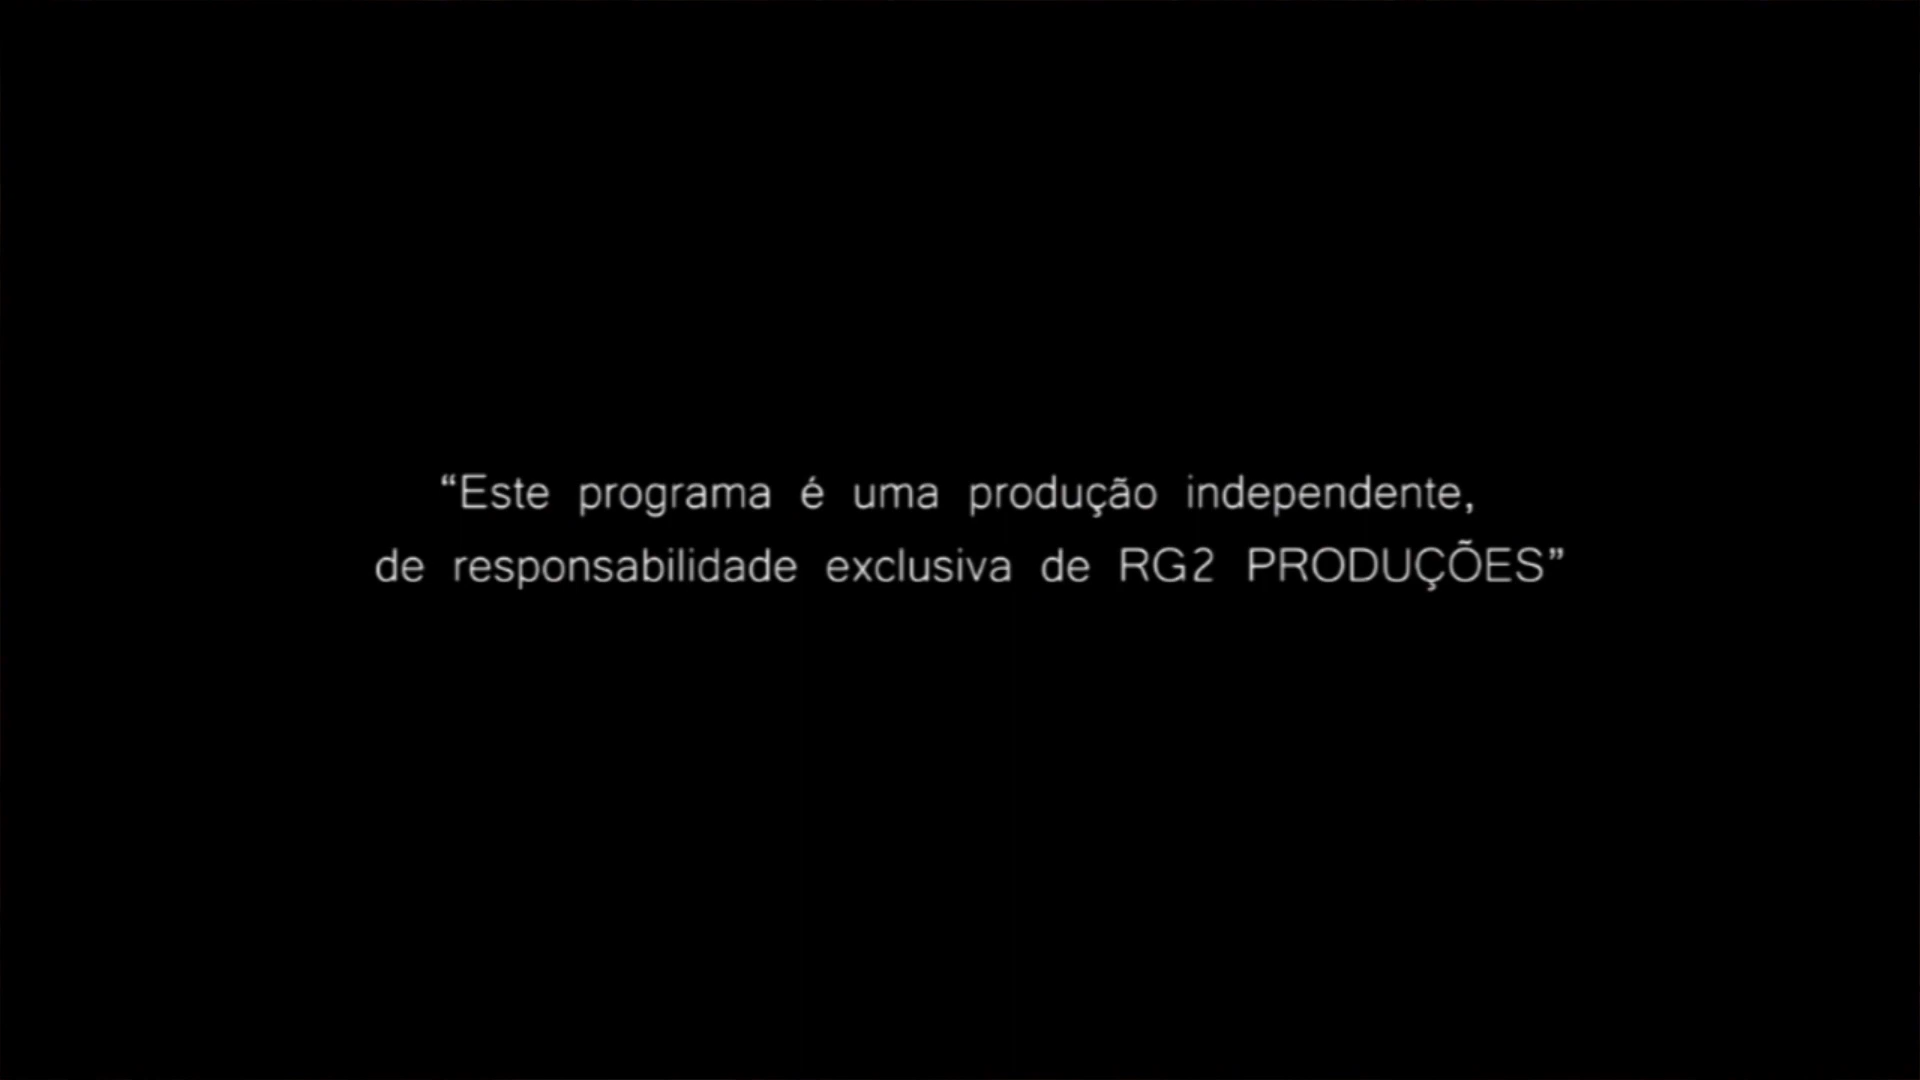 “Este programa é uma produção independente,
de responsabilidade exclusiva de RG2 PRODUÇÕES”